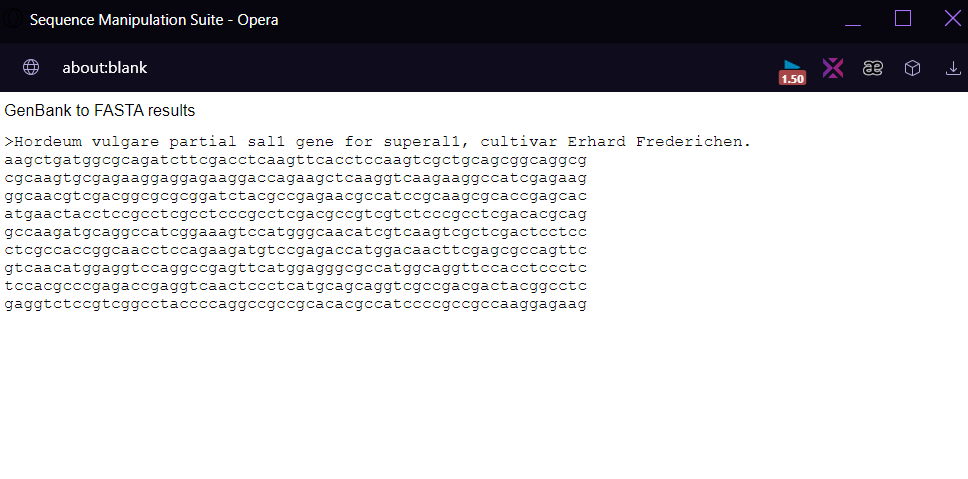 Sequence Manipulation Suite - Opera
about:blank
1.50
æ
GenBank to FASTA results
>Hordeum vulgare partial sal1 gene for superal1, cultivar Erhard Frederichen.
aagctgatggcgcagatcttcgacctcaagttcacctccaagtcgctgcagcggcaggcg
cgcaagtgcgagaaggaggagaaggaccagaagctcaaggtcaagaaggccatcgagaag
ggcaacgtcgacggcgcgcggatctacgccgagaacgccatccgcaagcgcaccgagcac
atgaactacctccgcctcgcctcccgcctcgacgccgtcgtctcccgcctcgacacgcag
gccaagatgcaggccatcggaaagtccatgggcaacatcgtcaagtcgctcgactcctcc
ctcgccaccggcaacctccagaagatgtccgagaccatggacaacttcgagcgccagttc
gtcaacatggaggtccaggccgagttcatggagggcgccatggcaggttccacctccctc
tccacgcccgagaccgaggtcaactccctcatgcagcaggtcgccgacgactacggcctc
gaggtctccgtcggcctaccccaggccgccgcacacgccatccccgccgccaaggagaag